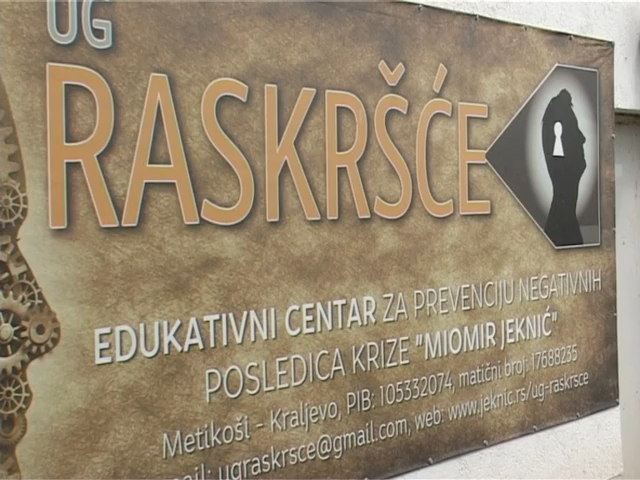 UG
RASKRŠĆE
EDUKATIVNI CENTAR ZA PREVENCIJU NEGATIVNIH
POSLEDICA KRIZE "MIOMIR JEKNIĆ"
Metikoši - Kraljevo, PIB: 105332074, matični broj: 17688235
mail: ugraskrsce@gmail.com, web: www.jeknic.rs/ug-raskrsce